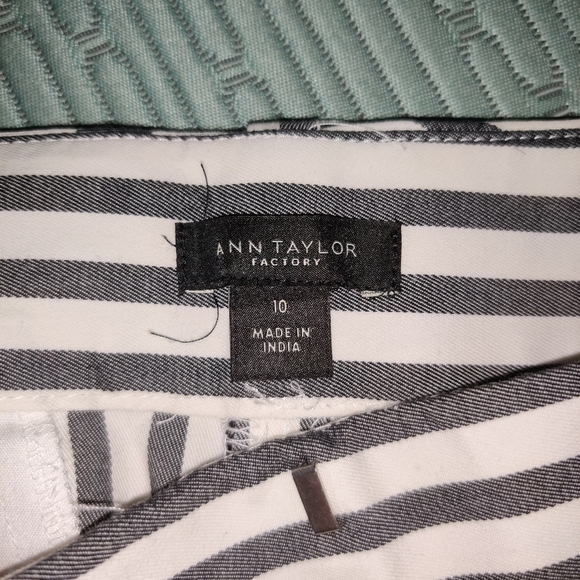 ANN TAYLOR
FACTORY
10
MADE IN
INDIA